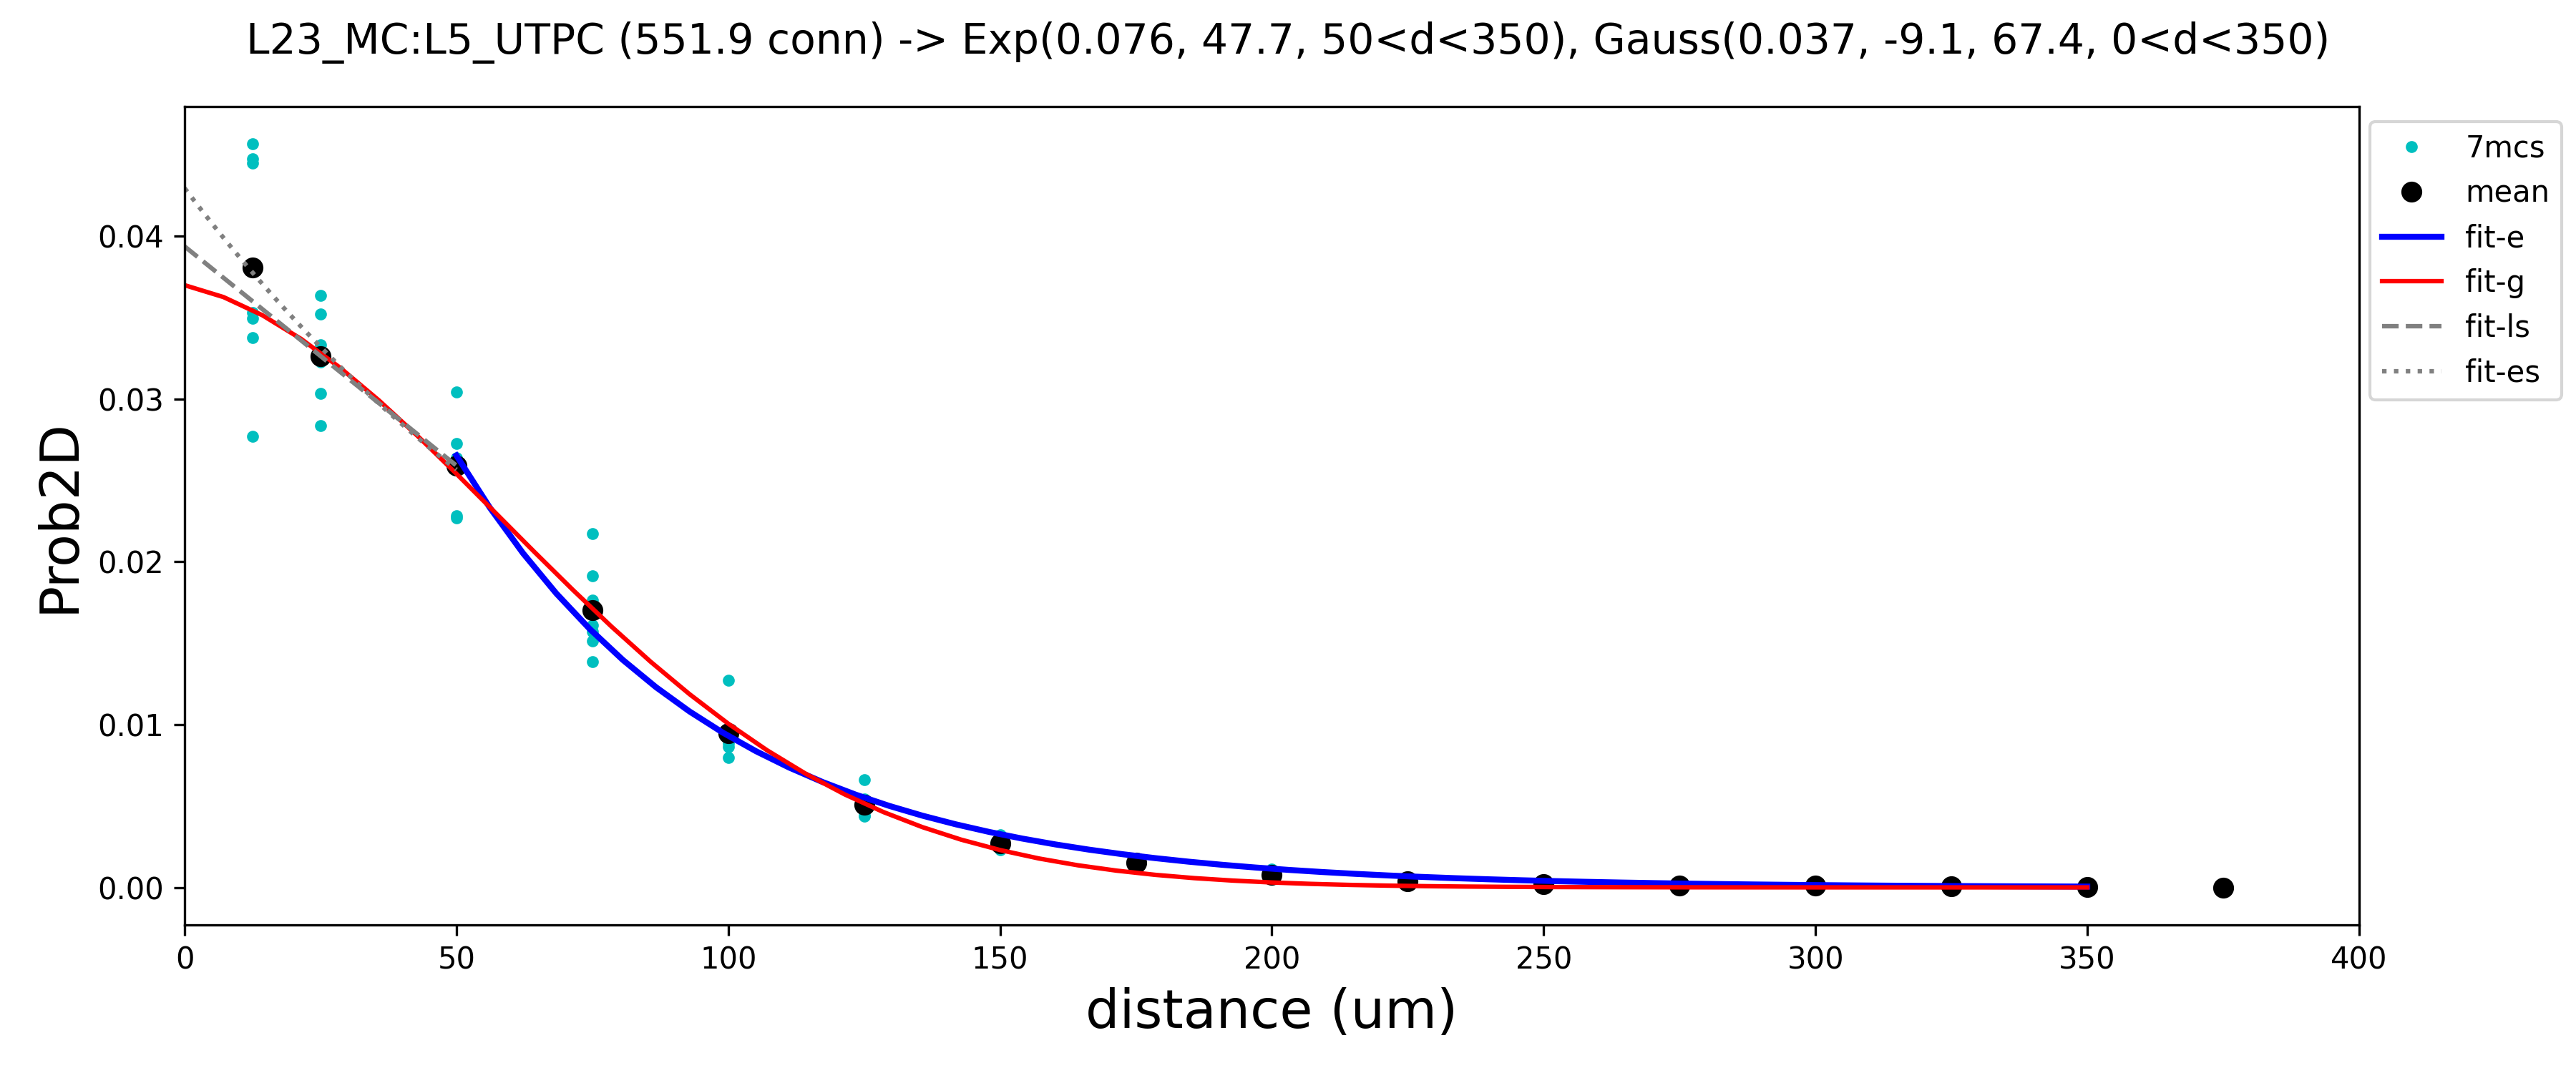 L23_MC:L5_UTPC (551.9 conn) -> Exp(0.076, 47.7, 50<d<350), Gauss(0.037, -9.1, 67.4, 0<d<350)
7mcs
mean
fit-e
fit-g
fit-ls
fit-es
Prob2D
0.04
0.03
0.02
0.01
0.00
0 50 100 150 200 250 300 350 400
distance (um)